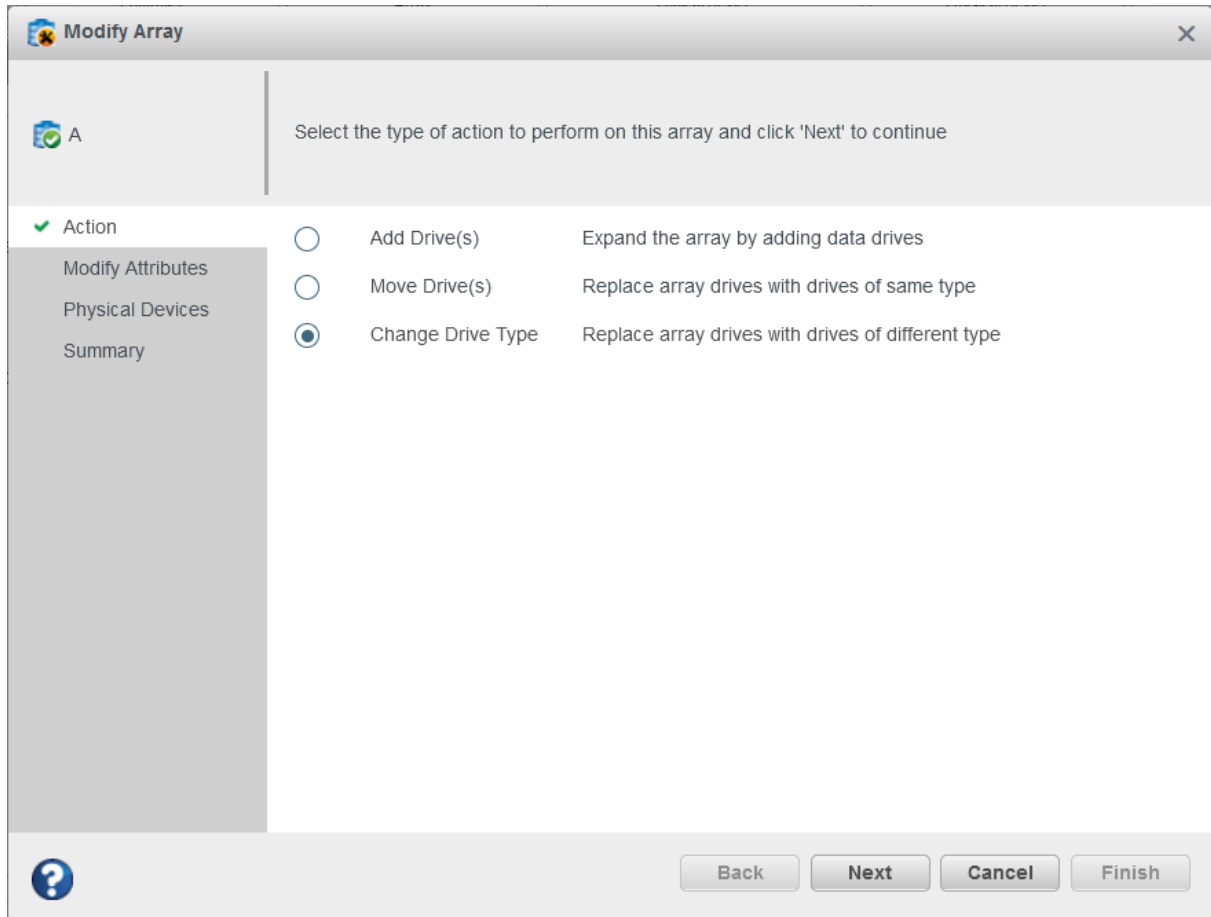 Modify Array
A
Select the type of action to perform on this array and click 'Next' to continue
Action
Modify Attributes
Physical Devices
Summary
Add Drive(s) Expand the array by adding data drives
Move Drive(s) Replace array drives with drives of same type
Change Drive Type Replace array drives with drives of different type
Back Next Cancel Finish